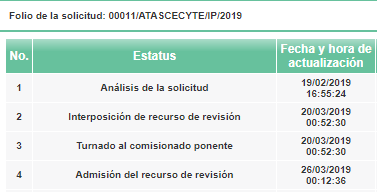 Folio de la solicitud: 00011/ATASCECYTE/IP/2019
No. Estatus Fecha y hora de
actualización
1 Análisis de la solicitud 19/02/2019
16:55:24
2 Interposición de recurso de revisión 20/03/2019
00:52:30
3 Turnado al comisionado ponente 20/03/2019
00:52:30
4 Admisión del recurso de revisión 26/03/2019
00:12:36